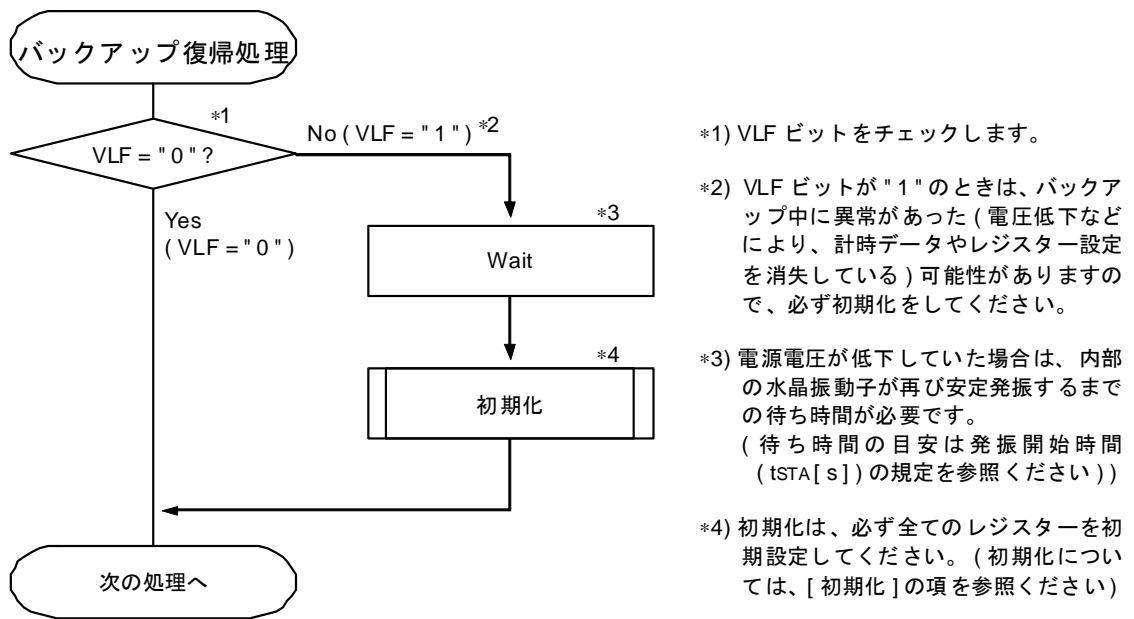 バックアップ復帰処理
*1
VLF = "0"?
No ( VLF = "1" ) *2
Yes
( VLF = "0" )
*3
Wait
*4
初期化
次の処理へ
*1) VLF ビットをチェックします。
*2) VLF ビットが "1" のときは、バックア
ップ中に異常があった ( 電圧低下など
により、計時データやレジスター設定
を消失している ) 可能性がありますの
で、必ず初期化をしてください。
*3) 電源電圧が低下していた場合は、内部
の水晶振動子が再び安定発振するまで
の待ち時間が必要です。
( 待ち時間の目安は発振開始時間
( tSTA[ s] ) の規定を参照ください ) )
*4) 初期化は、必ず全てのレジスターを初
期設定してください。 ( 初期化につい
ては、[ 初期化 ] の項を参照ください )